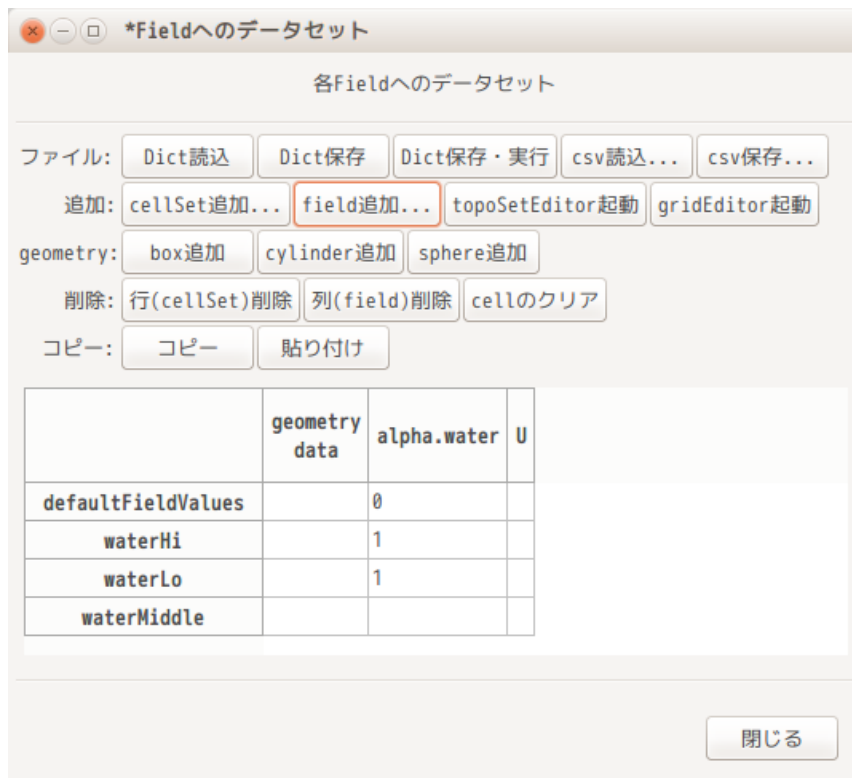 *Fieldへのデータセット
各Fieldへのデータセット
ファイル: Dict読込 Dict保存 Dict保存・実行 csv読込... csv保存...
追加: cellSet追加... field追加... topoSetEditor起動 gridEditor起動
geometry: box追加 cylinder追加 sphere追加
削除: 行(cellSet)削除 列(field)削除 cellのクリア
コピー: コピー 貼り付け
geometry
data alpha.water U
defaultFieldValues 0
waterHi 1
waterLo 1
waterMiddle
閉じる